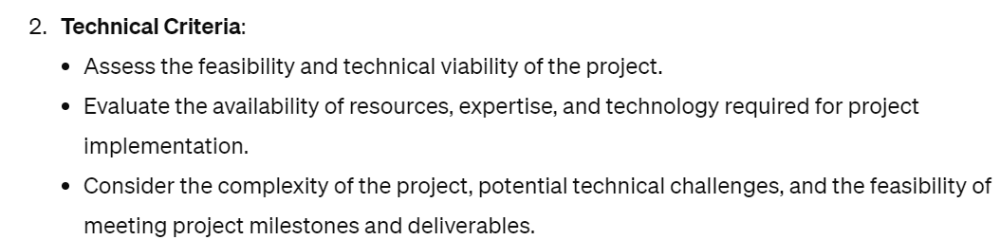 2. Technical Criteria:
• Assess the feasibility and technical viability of the project.
• Evaluate the availability of resources, expertise, and technology required for project
implementation.
• Consider the complexity of the project, potential technical challenges, and the feasibility of
meeting project milestones and deliverables.